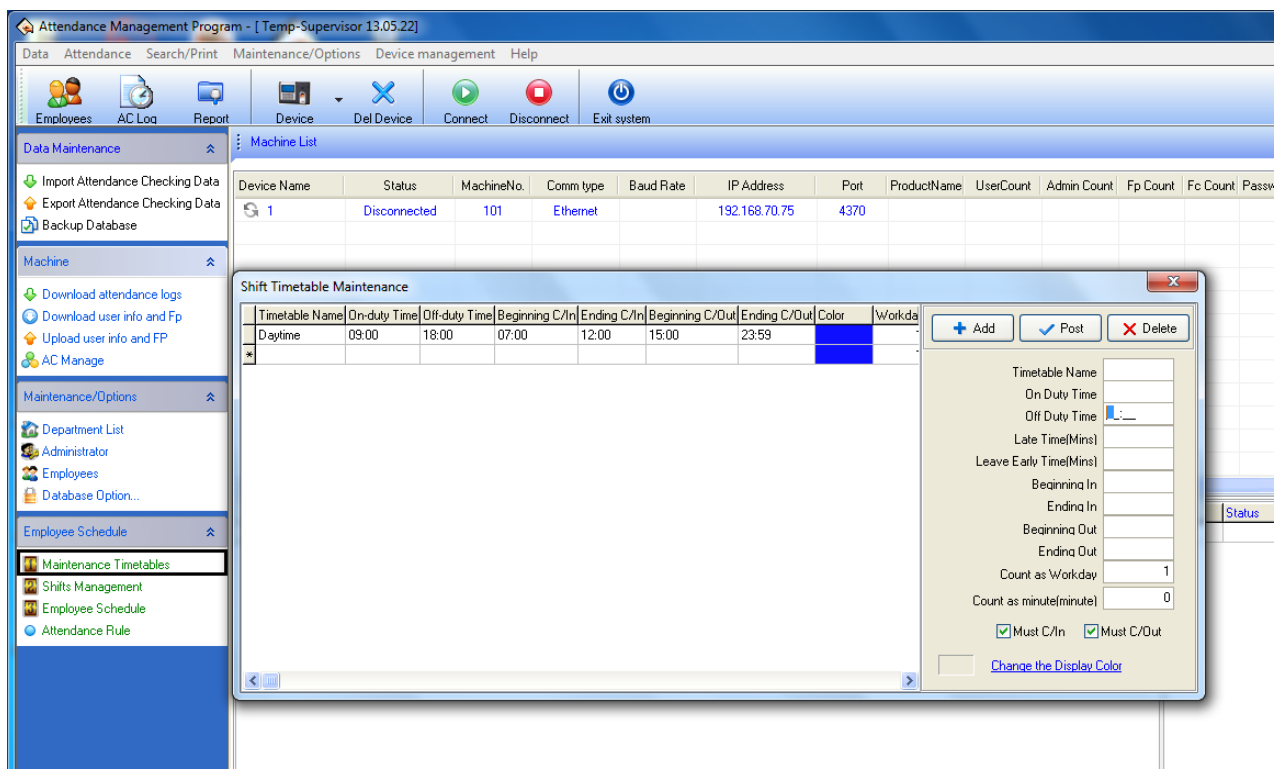 Attendance Management Program - [ Temp-Supervisor 13.05.22]
Data Attendance Search/Print Maintenance/Options Device management Help
Employees AC Log Report Device Del Device Connect Disconnect Exit system
Data Maintenance
Import Attendance Checking Data
Export Attendance Checking Data
Backup Database
Machine
Download attendance logs
Download user info and Fp
Upload user info and FP
AC Manage
Maintenance/Options
Department List
Administrator
Employees
Database Option...
Employee Schedule
Maintenance Timetables
Shifts Management
Employee Schedule
Attendance Rule
Machine List
Device Name Status MachineNo. Comm type Baud Rate IP Address Port ProductName UserCount Admin Count Fp Count Fc Count Passw
1 Disconnected 101 Ethernet 192.168.70.75 4370
Shift Timetable Maintenance
Timetable Name On-duty Time Off-duty Time Beginning C/In Ending C/In Beginning C/Out Ending C/Out Color Workda
Daytime 09:00 18:00 07:00 12:00 15:00 23:59
*
Add Post Delete
Timetable Name
On Duty Time
Off Duty Time _:__
Late Time(Mins)
Leave Early Time(Mins)
Beginning In
Ending In
Beginning Out
Ending Out
Count as Workday 1
Count as minute(minute) 0
Must C/In Must C/Out
Change the Display Color
Status